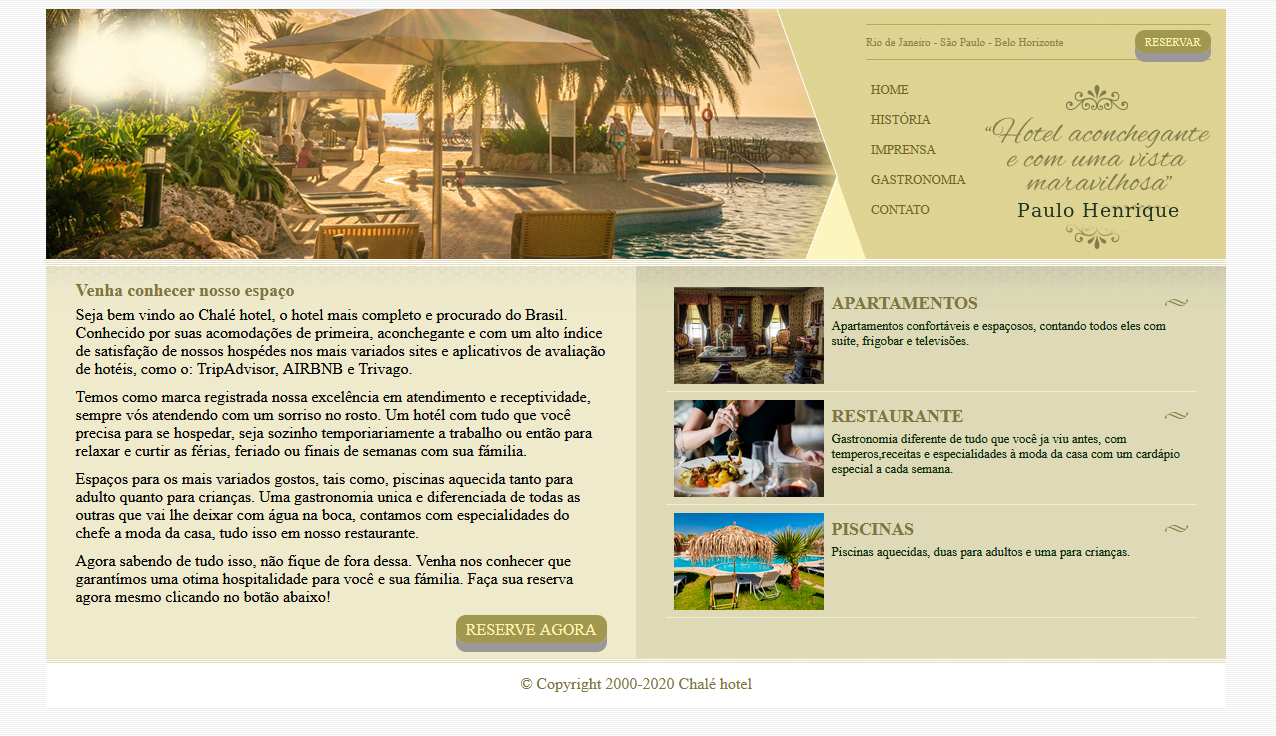 Rio de Janeiro - São Paulo - Belo Horizonte
RESERVAR
HOME
HISTÓRIA
IMPRENSA
GASTRONOMIA
CONTATO
“Hotel aconchegante
e com uma vista
maravilhosa”
Paulo Henrique
Venha conhecer nosso espaço
Seja bem vindo ao Chalé hotel, o hotel mais completo e procurado do Brasil.
Conhecido por suas acomodações de primeira, aconchegante e com um alto índice
de satisfação de nossos hospédes nos mais variados sites e aplicativos de avaliação
de hotéis, como o: TripAdvisor, AIRBNB e Trivago.
Temos como marca registrada nossa excelência em atendimento e receptividade,
sempre vós atendendo com um sorriso no rosto. Um hotél com tudo que você
precisa para se hospedar, seja sozinho temporiariamente a trabalho ou então para
relaxar e curtir as férias, feriado ou finais de semanas com sua fámilia.
Espaços para os mais variados gostos, tais como, piscinas aquecida tanto para
adulto quanto para crianças. Uma gastronomia unica e diferenciada de todas as
outras que vai lhe deixar com água na boca, contamos com especialidades do
chefe a moda da casa, tudo isso em nosso restaurante.
Agora sabendo de tudo isso, não fique de fora dessa. Venha nos conhecer que
garantímos uma otima hospitalidade para você e sua fámilia. Faça sua reserva
agora mesmo clicando no botão abaixo!
RESERVE AGORA
APARTAMENTOS
Apartamentos confortáveis e espaçosos, contando todos eles com
suíte, frigobar e televisões.
RESTAURANTE
Gastronomia diferente de tudo que você ja viu antes, com
temperos,receitas e especialidades à moda da casa com um cardápio
especial a cada semana.
PISCINAS
Piscinas aquecidas, duas para adultos e uma para crianças.
© Copyright 2000-2020 Chalé hotel